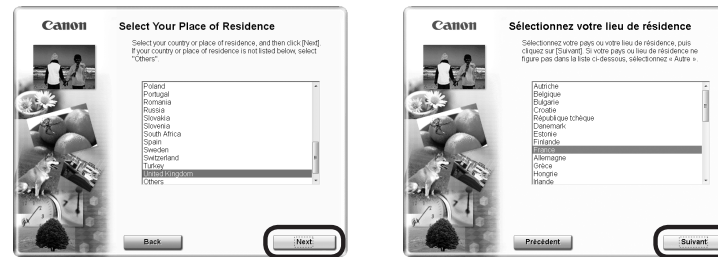 Canon
Select Your Place of Residence
Select your country or place of residence, and then click [Next].
If your country or place of residence is not listed below, select
"Others".
Poland
Portugal
Romania
Russia
Slovakia
Slovenia
South Africa
Spain
Sweden
Switzerland
Turkey
United Kingdom
Others
Back
Next
Canon
Sélectionnez votre lieu de résidence
Sélectionnez votre pays ou votre lieu de résidence, puis
cliquez sur [Suivant]. Si votre pays ou lieu de résidence ne
figure pas dans la liste ci-dessous, sélectionnez « Autre ».
Autriche
Belgique
Bulgarie
Croatie
République tchèque
Danemark
Estonie
Finlande
France
Allemagne
Grèce
Hongrie
Irlande
Précédent
Suivant